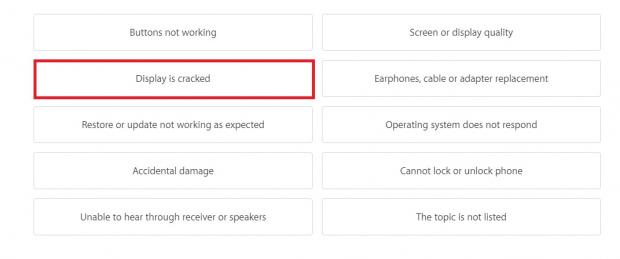 Buttons not working
Screen or display quality
Display is cracked
Earphones, cable or adapter replacement
Restore or update not working as expected
Operating system does not respond
Accidental damage
Cannot lock or unlock phone
Unable to hear through receiver or speakers
The topic is not listed